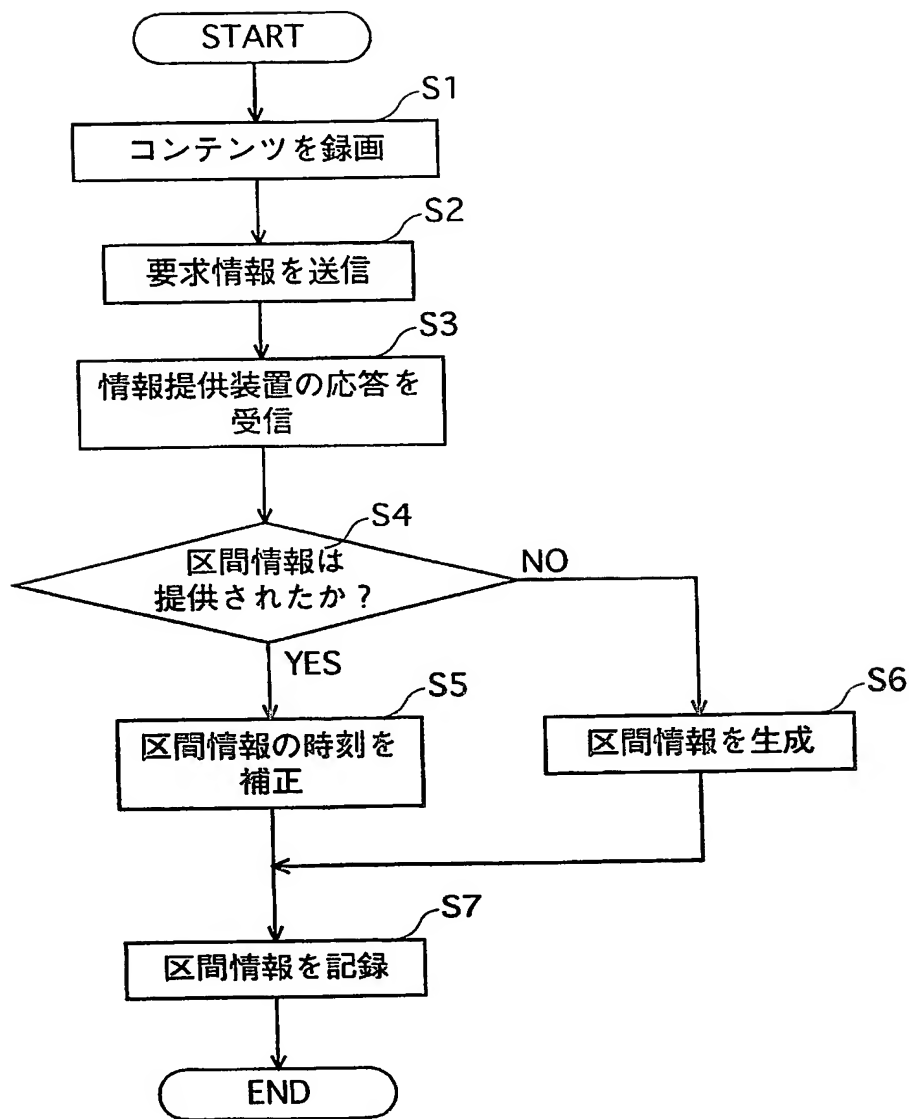 START
S1
コンテンツを録画
S2
要求情報を送信
S3
情報提供装置の応答を
受信
S4
区間情報は
提供されたか?
NO
YES
S5
区間情報の時刻を
補正
S6
区間情報を生成
S7
区間情報を記録
END